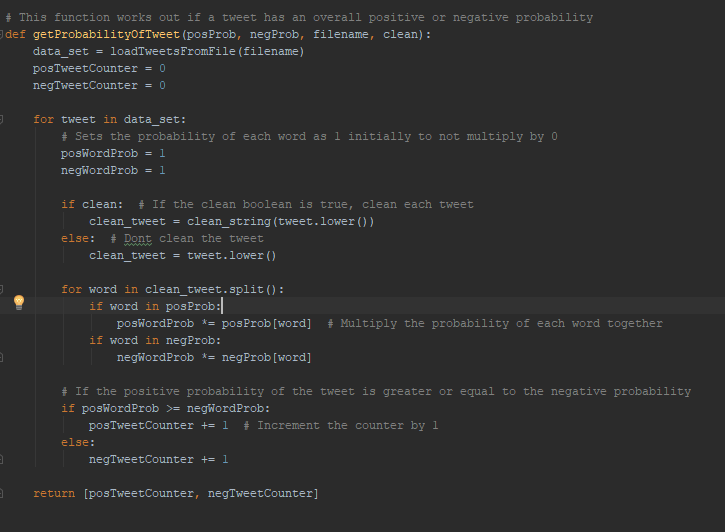 # This function works out if a tweet has an overall positive or negative probability
def getProbabilityOfTweet(posProb, negProb, filename, clean):
    data_set = loadTweetsFromFile(filename)
    posTweetCounter = 0
    negTweetCounter = 0

    for tweet in data_set:
        # Sets the probability of each word as 1 initially to not multiply by 0
        posWordProb = 1
        negWordProb = 1

        if clean:  # If the clean boolean is true, clean each tweet
            clean_tweet = clean_string(tweet.lower())
        else:  # Dont clean the tweet
            clean_tweet = tweet.lower()

        for word in clean_tweet.split():
            if word in posProb:
                posWordProb *= posProb[word]  # Multiply the probability of each word together
            if word in negProb:
                negWordProb *= negProb[word]

        # If the positive probability of the tweet is greater or equal to the negative probability
        if posWordProb >= negWordProb:
            posTweetCounter += 1  # Increment the counter by 1
        else:
            negTweetCounter += 1

    return [posTweetCounter, negTweetCounter]